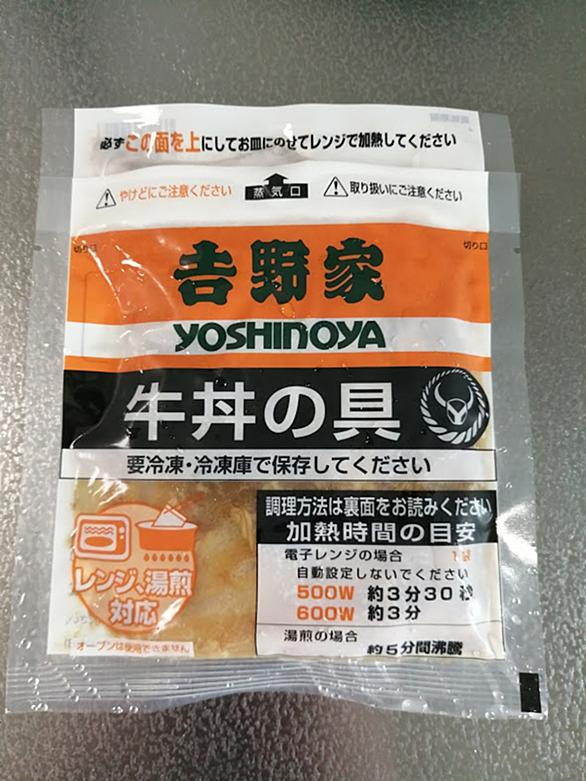 必ずこの面を上にしてお皿にのせてレンジで加熱してください
⚠やけどにご注意ください
蒸気口
⚠取り扱いにご注意ください
切り口
切り口
吉野家
YOSHINOYA
牛丼の具
要冷凍・冷凍庫で保存してください
調理方法は裏面をお読みください
加熱時間の目安
電子レンジの場合 1袋
自動設定しないでください
500W 約3分30秒
600W 約3分
湯煎の場合
約5分間沸騰
レンジ、湯煎
対応
オーブンは使用できません